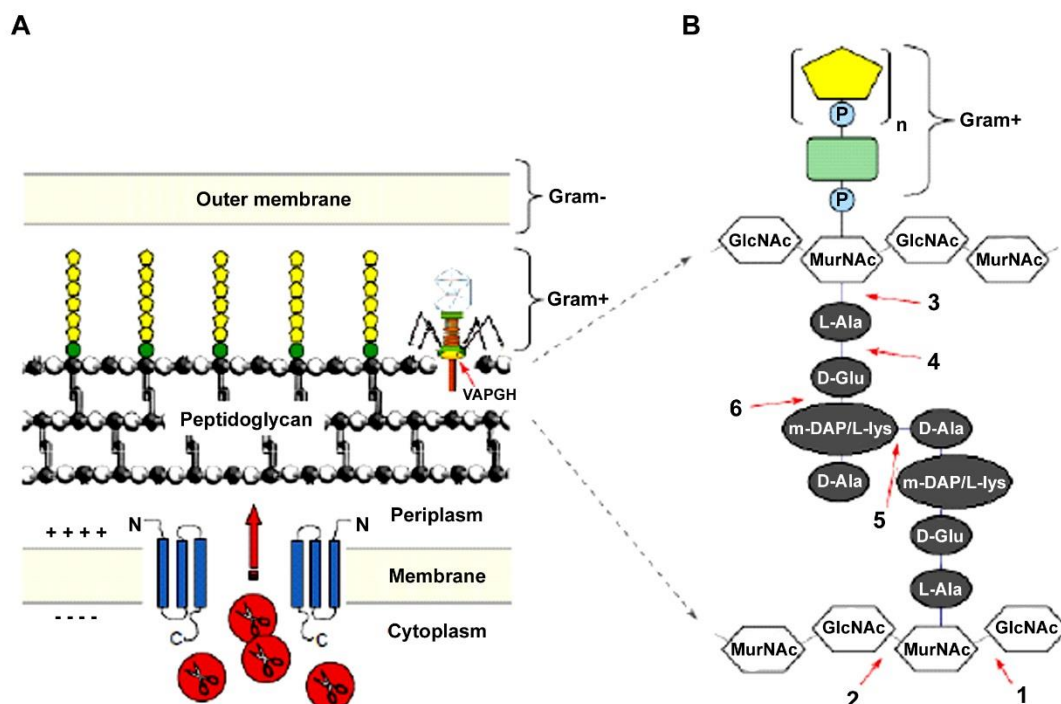 A
Outer membrane
Gram-
Gram+
VAPGH
Peptidoglycan
N
N
Periplasm
+ + + +
Membrane
- - - -
C
C
Cytoplasm
B
P
n
Gram+
P
GlcNAc
MurNAc
GlcNAc
MurNAc
3
L-Ala
4
D-Glu
6
m-DAP/L-lys
D-Ala
D-Ala
m-DAP/L-lys
5
D-Glu
L-Ala
MurNAc
GlcNAc
MurNAc
GlcNAc
2
1